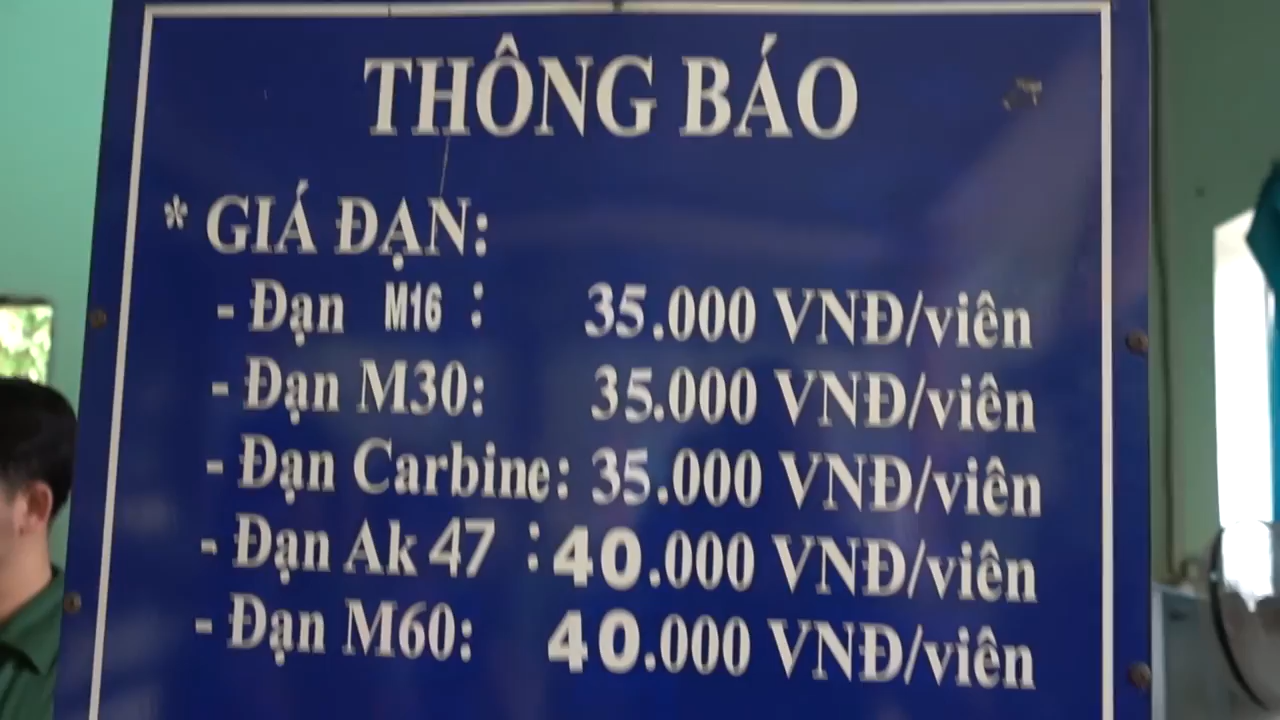 THÔNG BÁO
* GIÁ ĐẠN:
- Đạn M16 : 35.000 VNĐ/viên
- Đạn M30: 35.000 VNĐ/viên
- Đạn Carbine: 35.000 VNĐ/viên
- Đạn Ak 47 : 40.000 VNĐ/viên
- Đạn M60: 40.000 VNĐ/viên